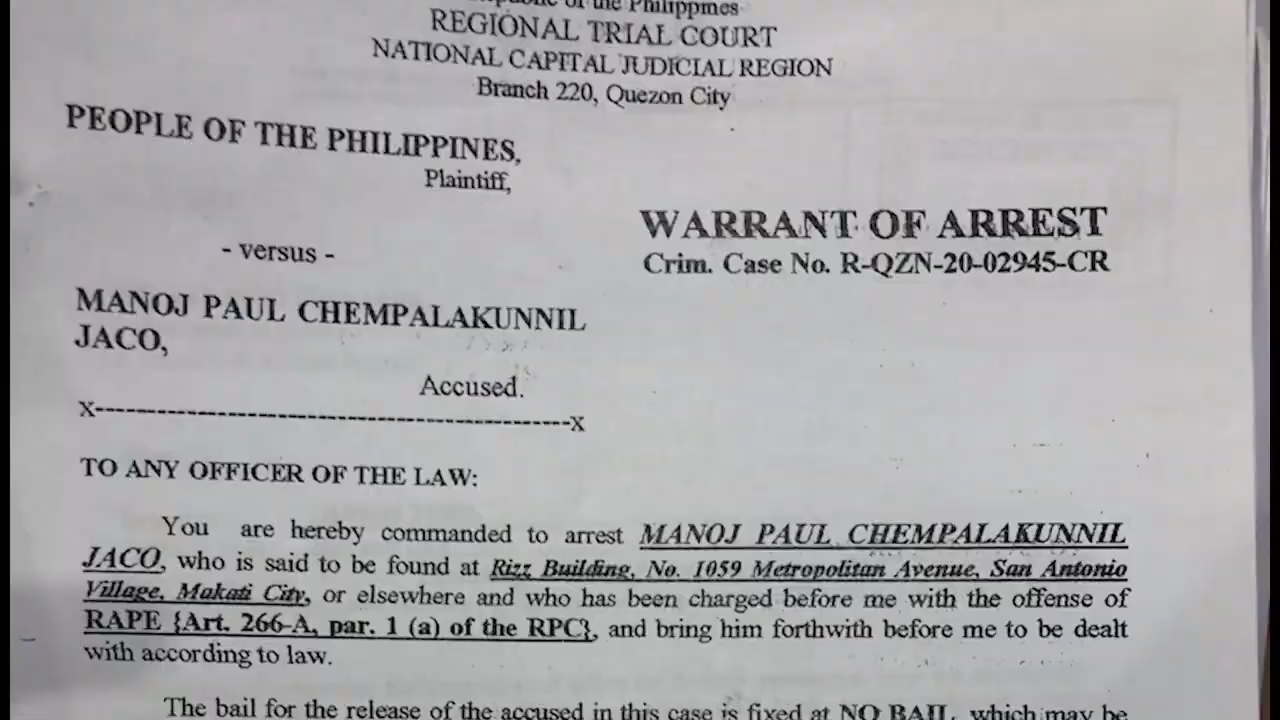 Republic of the Philippines
REGIONAL TRIAL COURT
NATIONAL CAPITAL JUDICIAL REGION
Branch 220, Quezon City
PEOPLE OF THE PHILIPPINES,
Plaintiff,
WARRANT OF ARREST
- versus -
Crim. Case No. R-QZN-20-02945-CR
MANOJ PAUL CHEMPALAKUNNIL
JACO,
Accused.
X-----------------------------------------------X
TO ANY OFFICER OF THE LAW:
You are hereby commanded to arrest MANOJ PAUL CHEMPALAKUNNIL
JACO, who is said to be found at Rizz Building, No. 1059 Metropolitan Avenue, San Antonio
Village, Makati City, or elsewhere and who has been charged before me with the offense of
RAPE {Art. 266-A, par. 1 (a) of the RPC}, and bring him forthwith before me to be dealt
with according to law.
The bail for the release of the accused in this case is fixed at NO BAIL, which may be